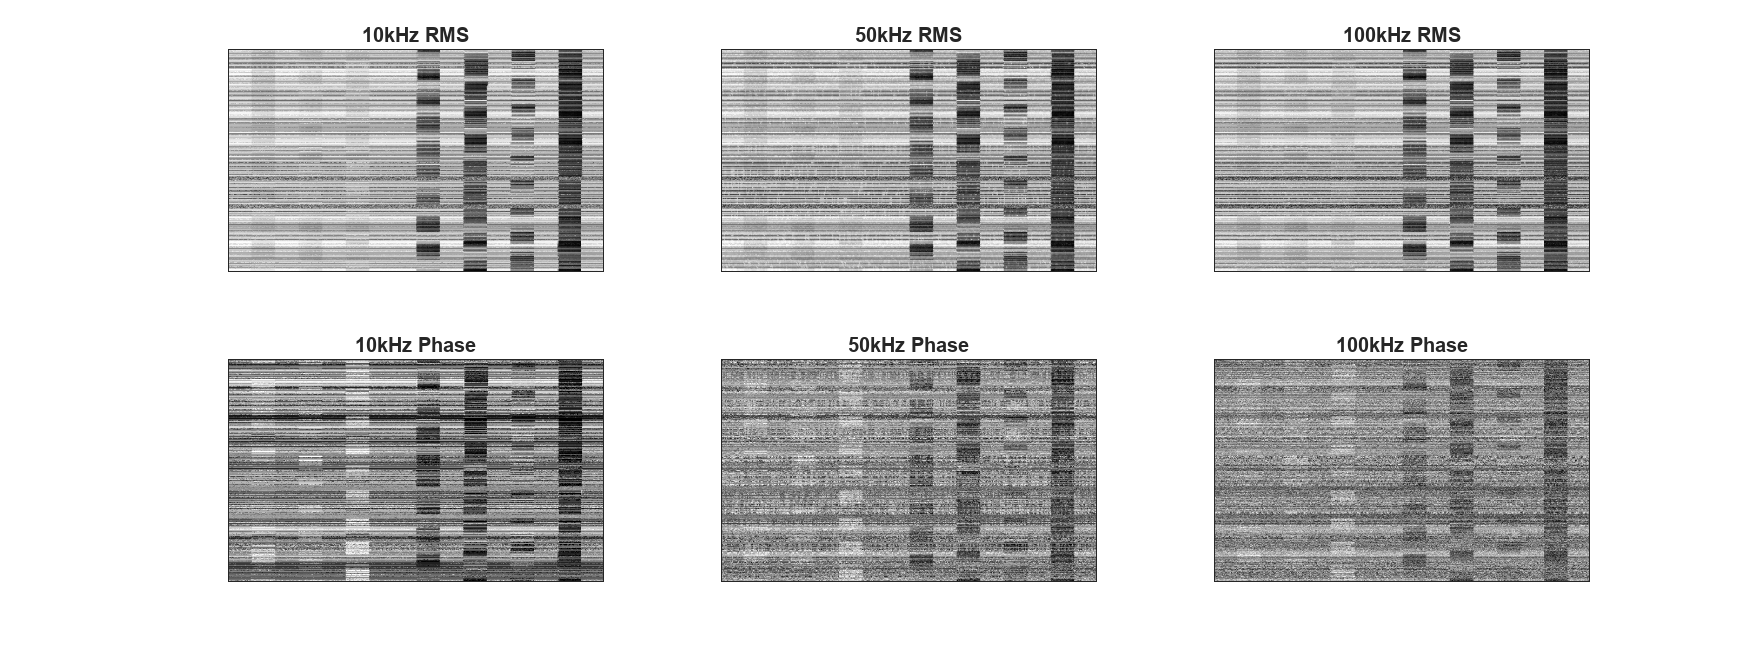 10kHz RMS
50kHz RMS
100kHz RMS
10kHz Phase
50kHz Phase
100kHz Phase